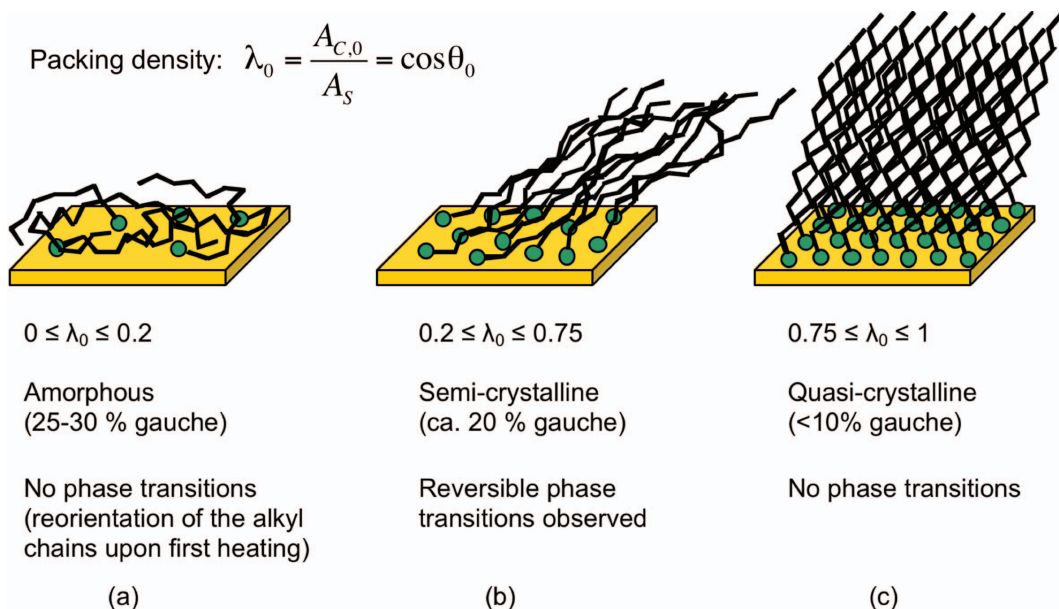 Packing density: λ₀ = A_C,0 / A_S = cosθ₀
0 ≤ λ₀ ≤ 0.2
Amorphous
(25-30 % gauche)
No phase transitions
(reorientation of the alkyl
chains upon first heating)
(a)
0.2 ≤ λ₀ ≤ 0.75
Semi-crystalline
(ca. 20 % gauche)
Reversible phase
transitions observed
(b)
0.75 ≤ λ₀ ≤ 1
Quasi-crystalline
(<10% gauche)
No phase transitions
(c)